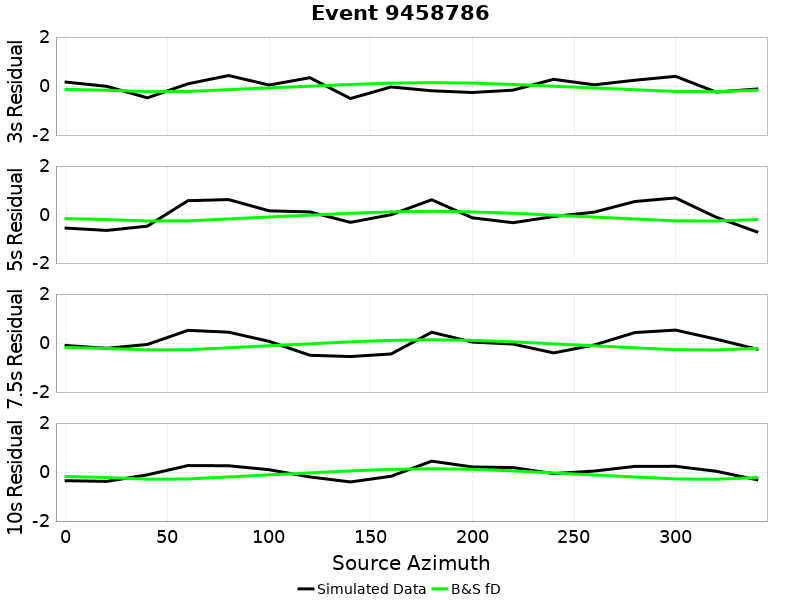 Event 9458786
3s Residual
2
0
-2
5s Residual
2
0
-2
7.5s Residual
2
0
-2
10s Residual
2
0
-2
0 50 100 150 200 250 300
Source Azimuth
Simulated Data B&S fD